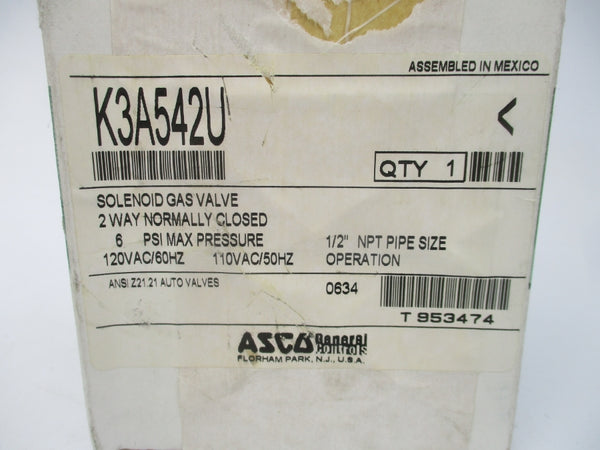 ASSEMBLED IN MEXICO
K3A542U <
QTY 1
SOLENOID GAS VALVE
2 WAY NORMALLY CLOSED
6 PSI MAX PRESSURE 1/2" NPT PIPE SIZE
120VAC/60HZ 110VAC/50HZ OPERATION
ANSI Z21.21 AUTO VALVES 0634
T 953474
ASCO General Controls
FLORHAM PARK, N.J., U.S.A.